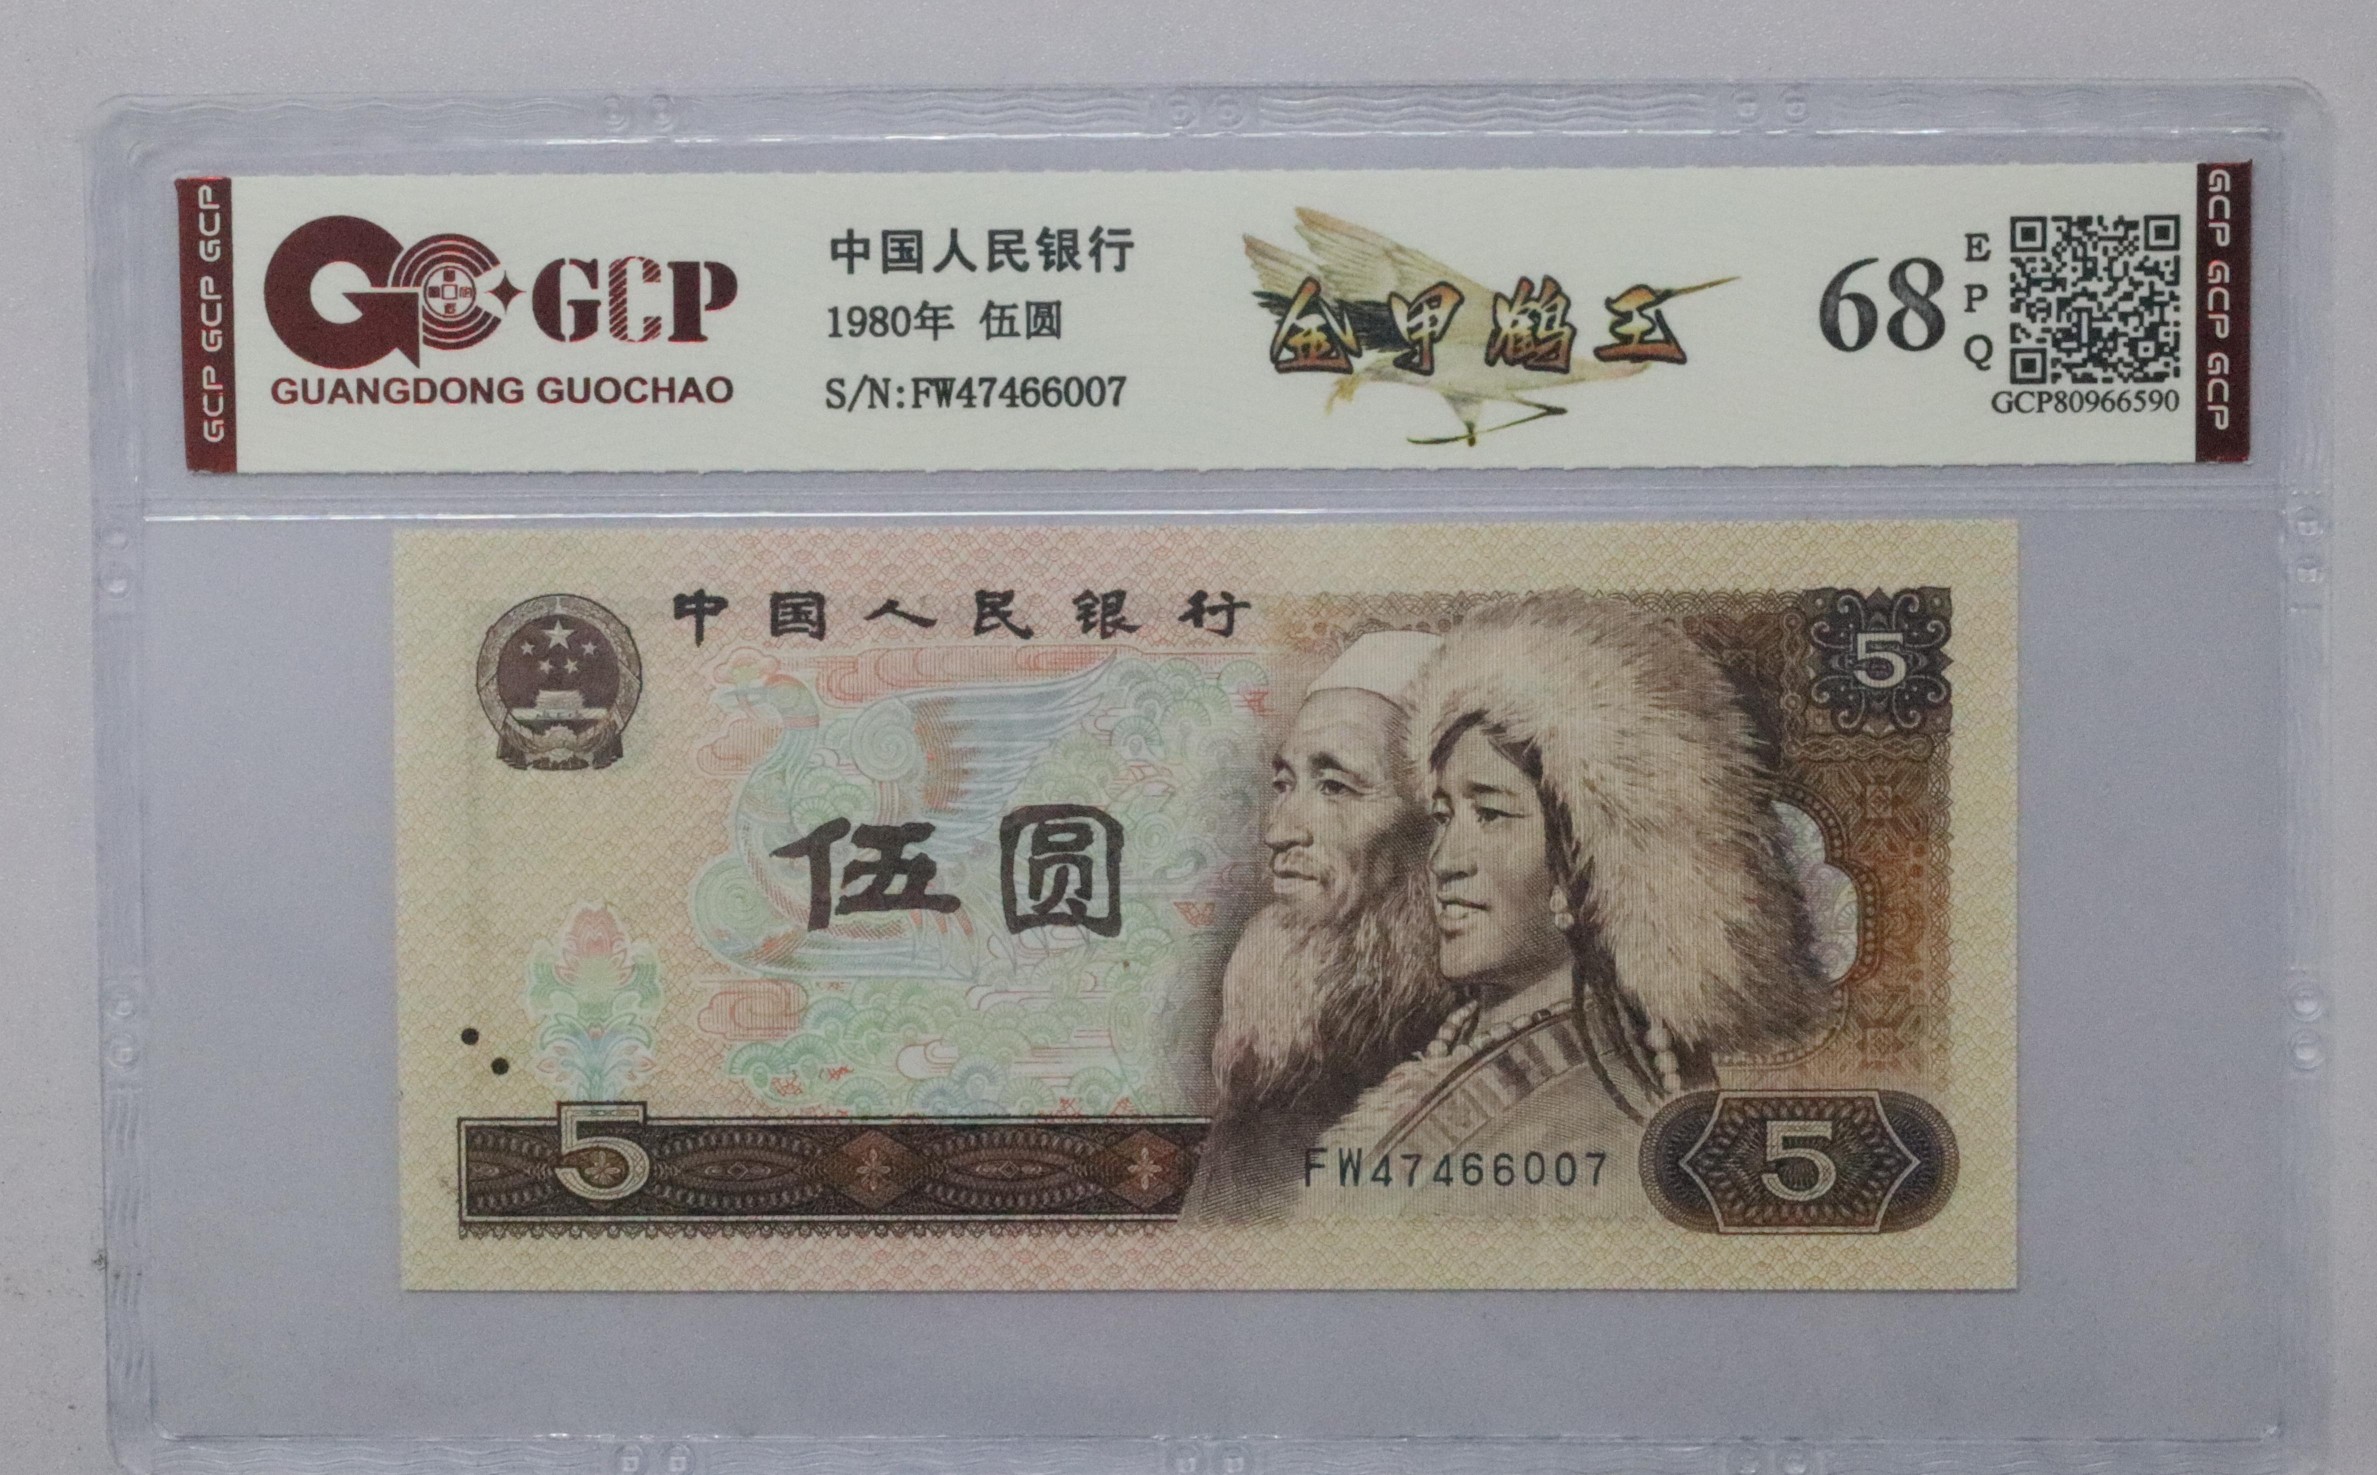 GCP GCP GCP
GCP
GUANGDONG GUOCHAO
中国人民银行
1980年 伍圆
S/N:FW47466007
金甲鹤王
68
EPQ
GCP80966590
GCP GCP GCP
中国人民银行
5
伍圆
5
FW47466007
5